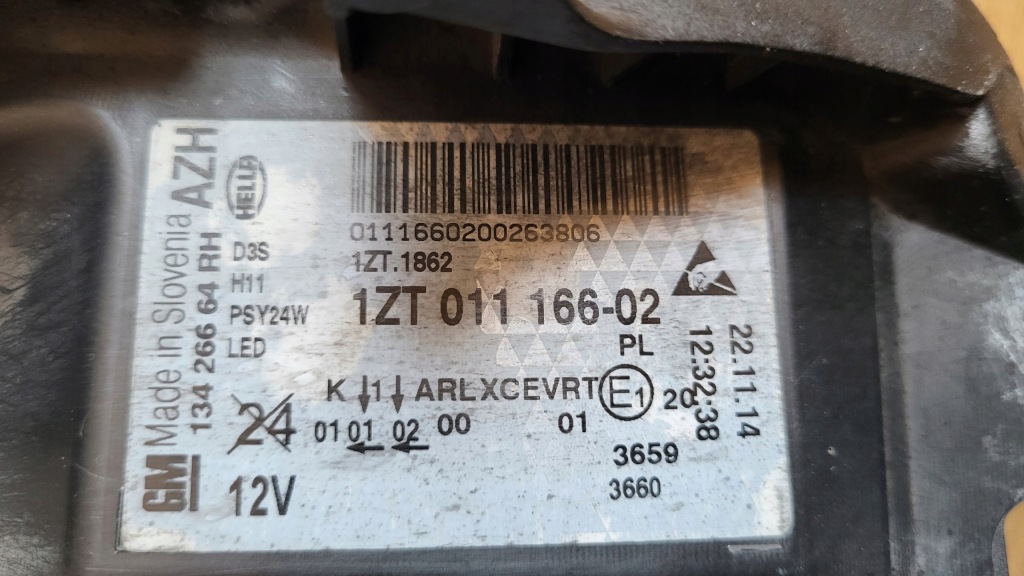 Made in Slovenia
134 266 64 RH AZH
GM
HELLA
D3S
H11
PSY24W
LED
24
12V
0111660200263806
1ZT.1862
1ZT 011 166-02
PL
K ↓1↓ ARLXCEVRT E1 20
01 01 02 00 01
3659
3660
22.11.14
12:32:38